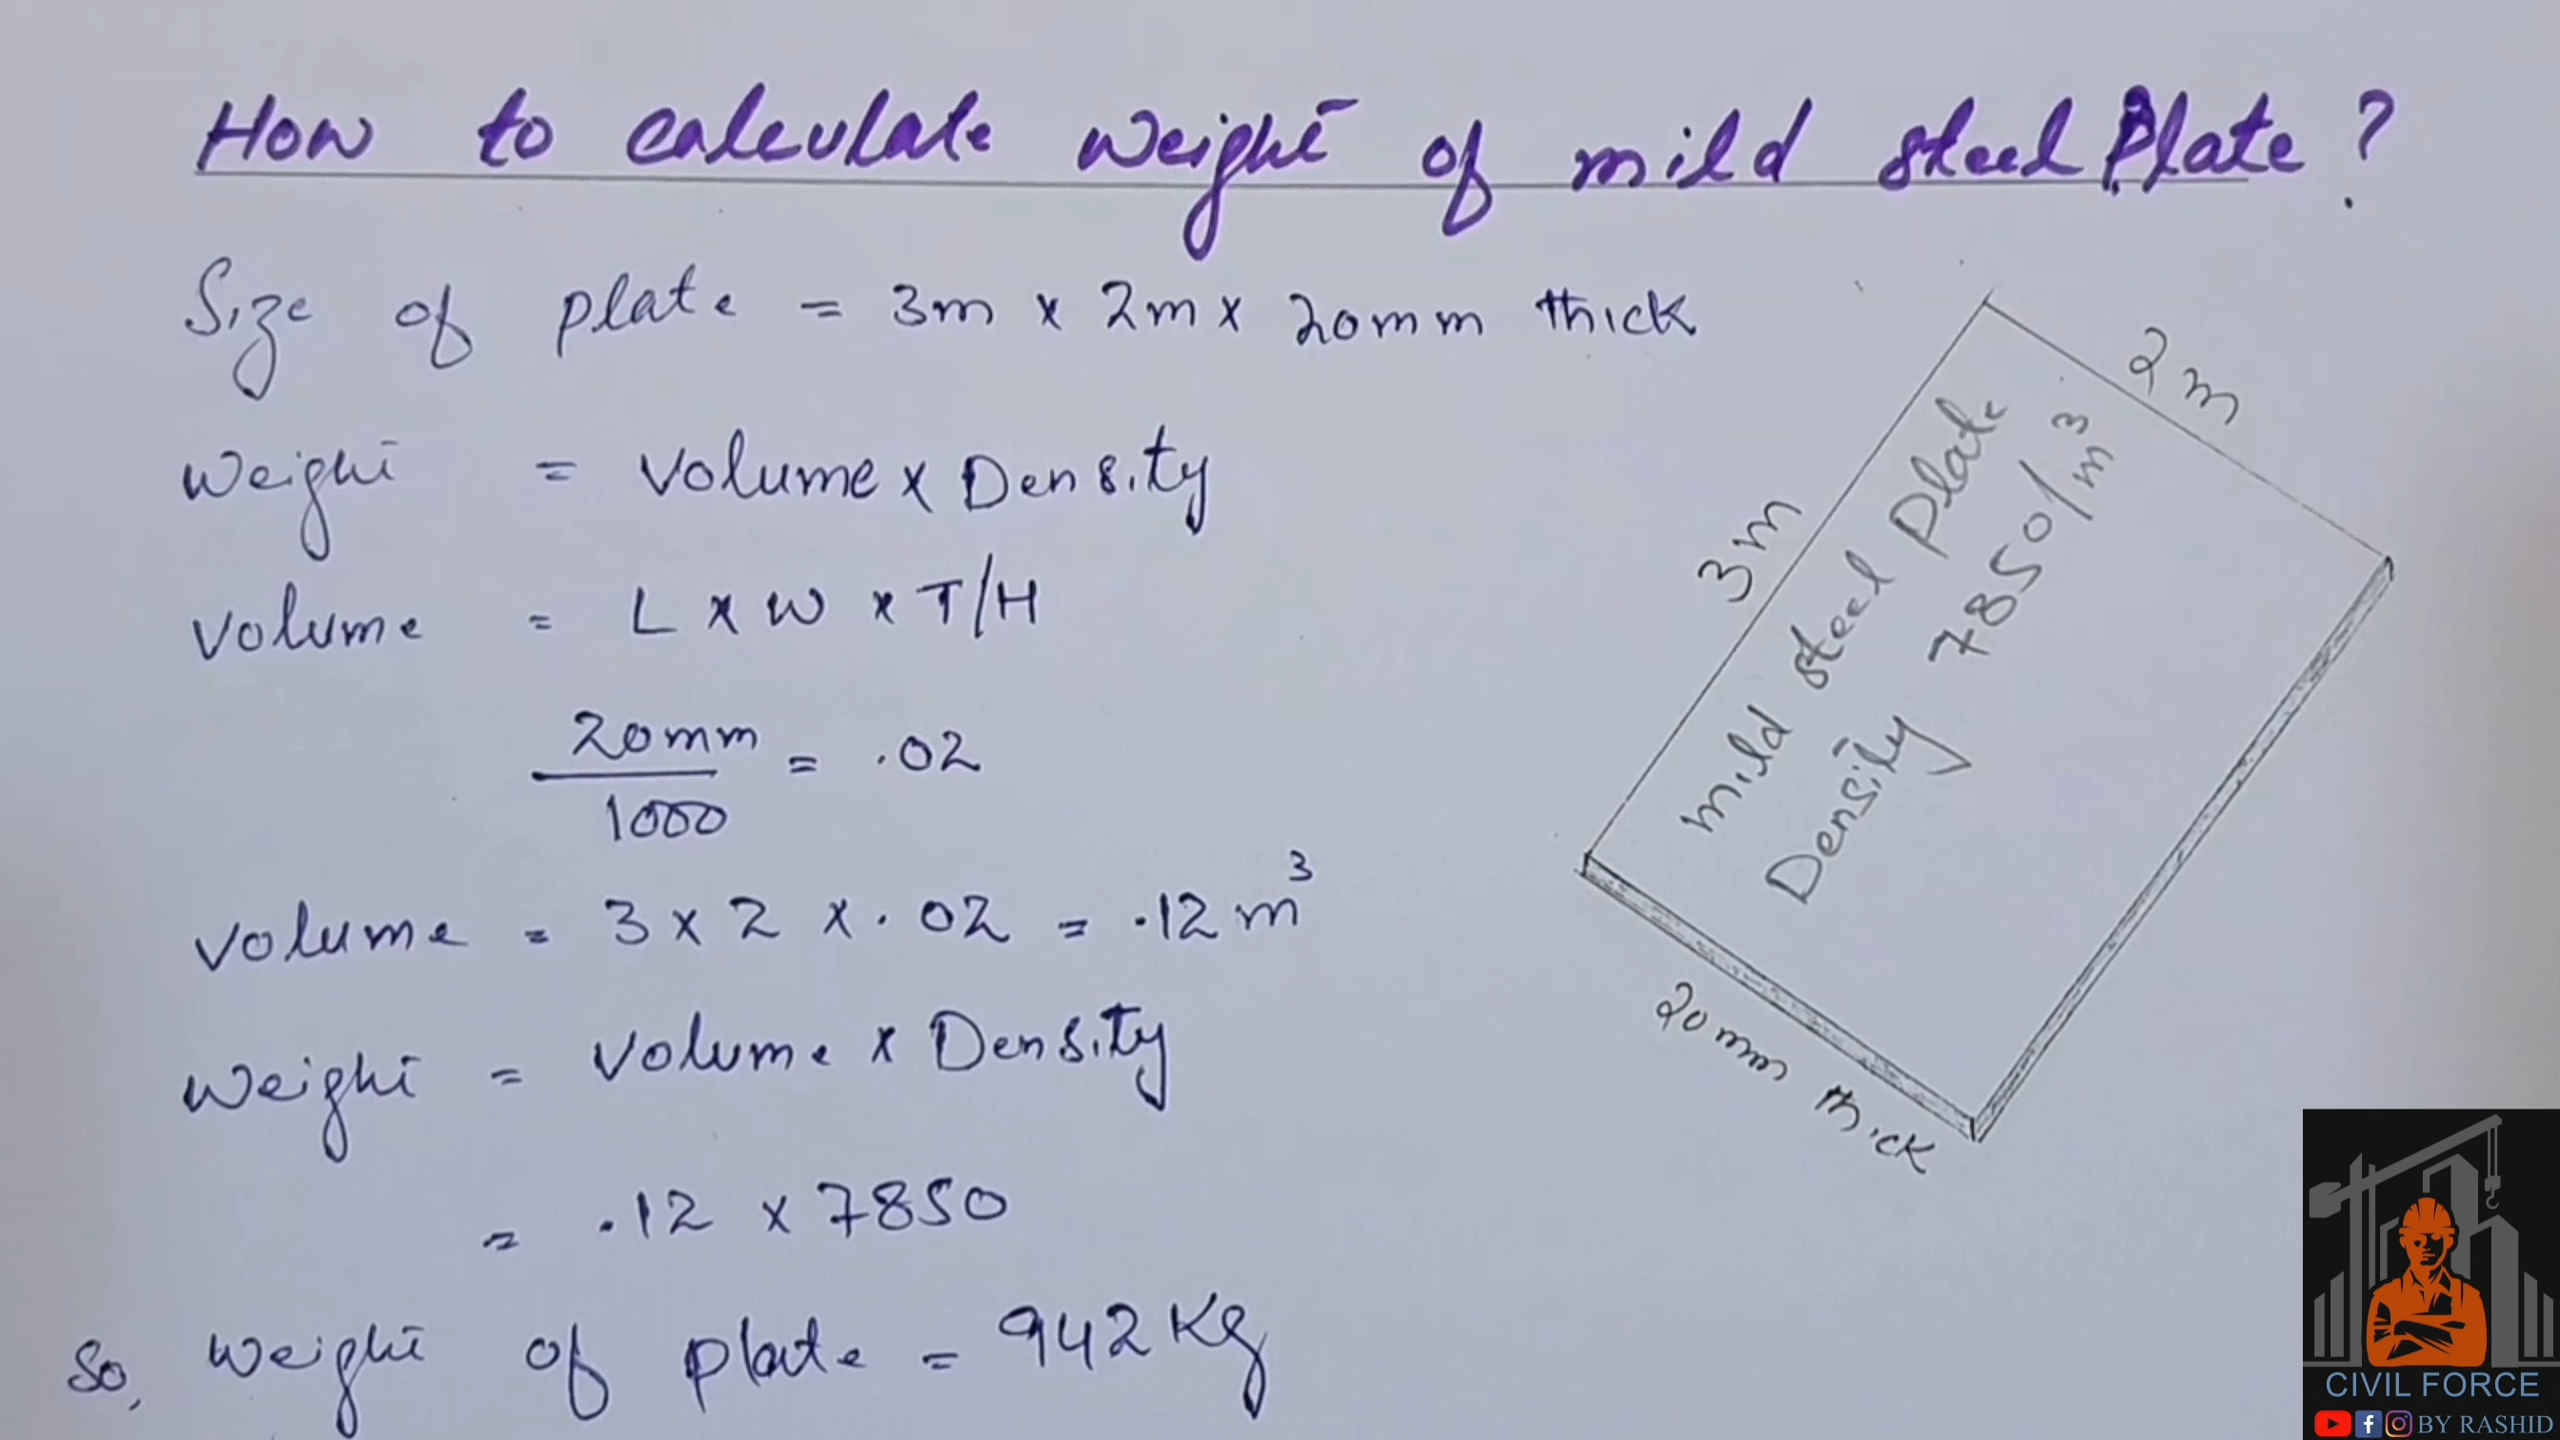 How to calculate weight of mild steel Plate ?
Size of plate = 3m x 2m x 20mm thick
weight = volume x Density
volume = L x W x T/H
20mm
1000
= .02
volume = 3 x 2 x .02 = .12 m³
weight = volume x Density
= .12 x 7850
So, weight of plate = 942 Kg
2m
3m
mild steel plate
Density 7850/m³
20mm thick
CIVIL FORCE
BY RASHID